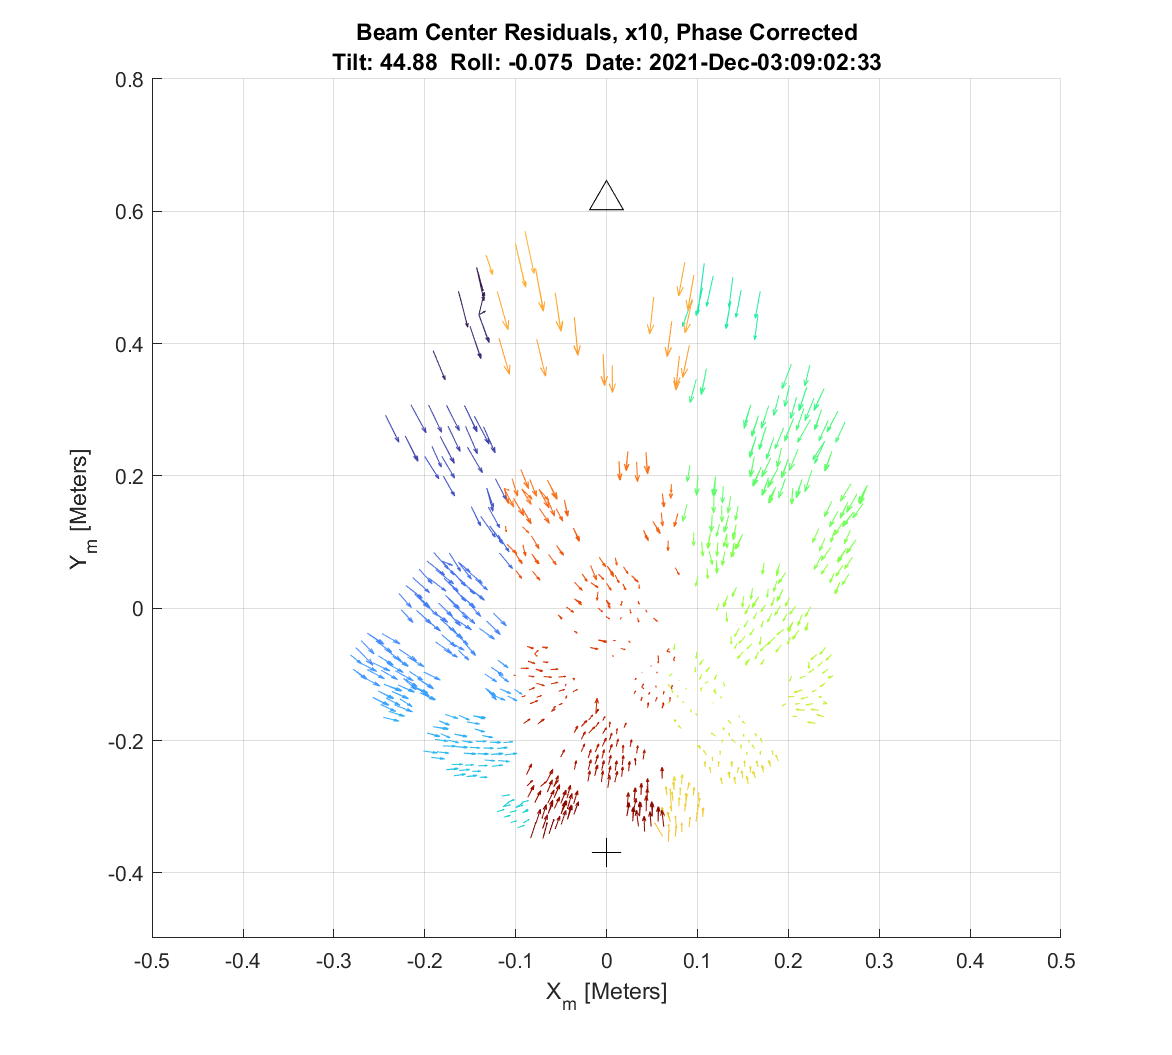 Beam Center Residuals, x10, Phase Corrected
Tilt: 44.88  Roll: -0.075  Date: 2021-Dec-03:09:02:33
0.8
0.6
0.4
0.2
0
-0.2
-0.4
Y_m [Meters]
-0.5 -0.4 -0.3 -0.2 -0.1 0 0.1 0.2 0.3 0.4 0.5
X_m [Meters]